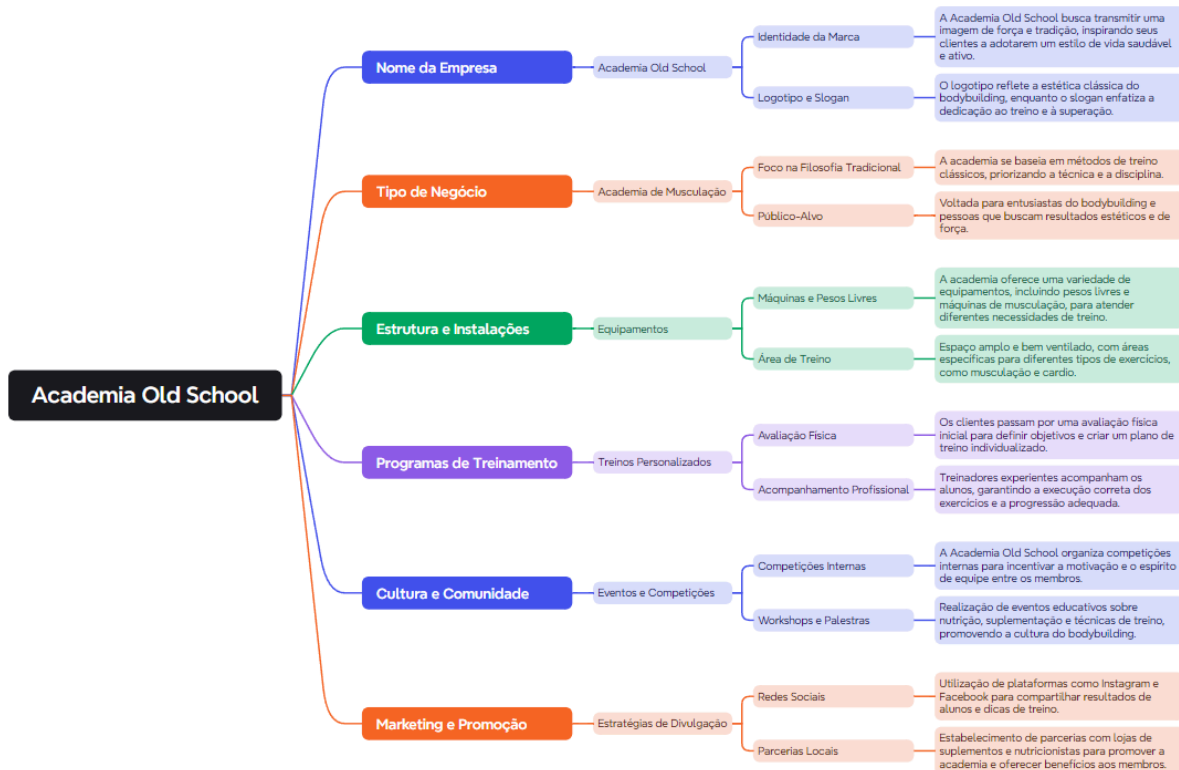 Academia Old School
Nome da Empresa
Academia Old School
Identidade da Marca
A Academia Old School busca transmitir uma
imagem de força e tradição, inspirando seus
clientes a adotarem um estilo de vida saudável
e ativo.
Logotipo e Slogan
O logotipo reflete a estética clássica do
bodybuilding, enquanto o slogan enfatiza a
dedicação ao treino e à superação.
Tipo de Negócio
Academia de Musculação
Foco na Filosofia Tradicional
A academia se baseia em métodos de treino
clássicos, priorizando a técnica e a disciplina.
Público-Alvo
Voltada para entusiastas do bodybuilding e
pessoas que buscam resultados estéticos e de
força.
Estrutura e Instalações
Equipamentos
Máquinas e Pesos Livres
A academia oferece uma variedade de
equipamentos, incluindo pesos livres e
máquinas de musculação, para atender
diferentes necessidades de treino.
Área de Treino
Espaço amplo e bem ventilado, com áreas
específicas para diferentes tipos de exercícios,
como musculação e cardio.
Programas de Treinamento
Treinos Personalizados
Avaliação Física
Os clientes passam por uma avaliação física
inicial para definir objetivos e criar um plano de
treino individualizado.
Acompanhamento Profissional
Treinadores experientes acompanham os
alunos, garantindo a execução correta dos
exercícios e a progressão adequada.
Cultura e Comunidade
Eventos e Competições
Competições Internas
A Academia Old School organiza competições
internas para incentivar a motivação e o espírito
de equipe entre os membros.
Workshops e Palestras
Realização de eventos educativos sobre
nutrição, suplementação e técnicas de treino,
promovendo a cultura do bodybuilding.
Marketing e Promoção
Estratégias de Divulgação
Redes Sociais
Utilização de plataformas como Instagram e
Facebook para compartilhar resultados de
alunos e dicas de treino.
Parcerias Locais
Estabelecimento de parcerias com lojas de
suplementos e nutricionistas para promover a
academia e oferecer benefícios aos membros.